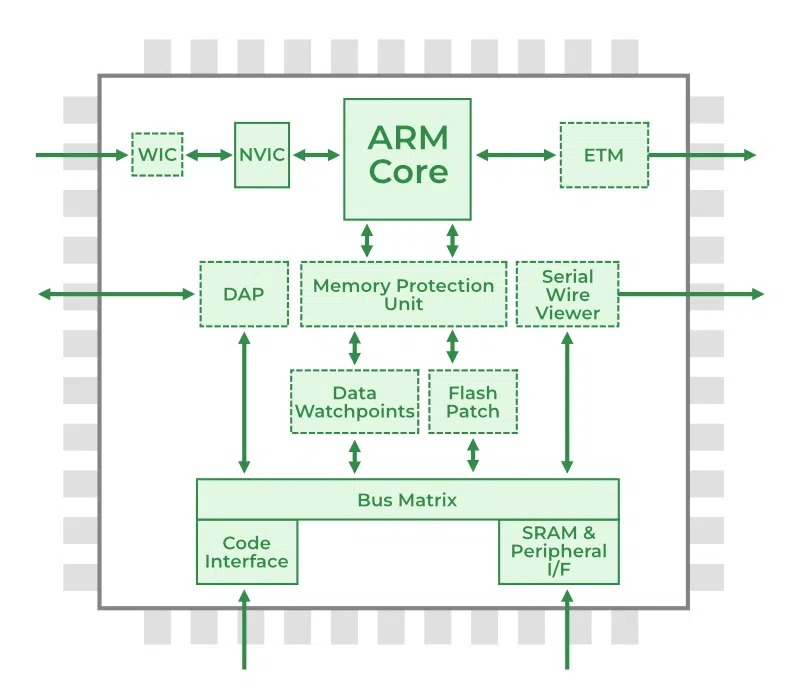 ARM
Core
WIC
NVIC
ETM
DAP
Memory Protection
Unit
Serial
Wire
Viewer
Data
Watchpoints
Flash
Patch
Bus Matrix
Code
Interface
SRAM &
Peripheral
I/F